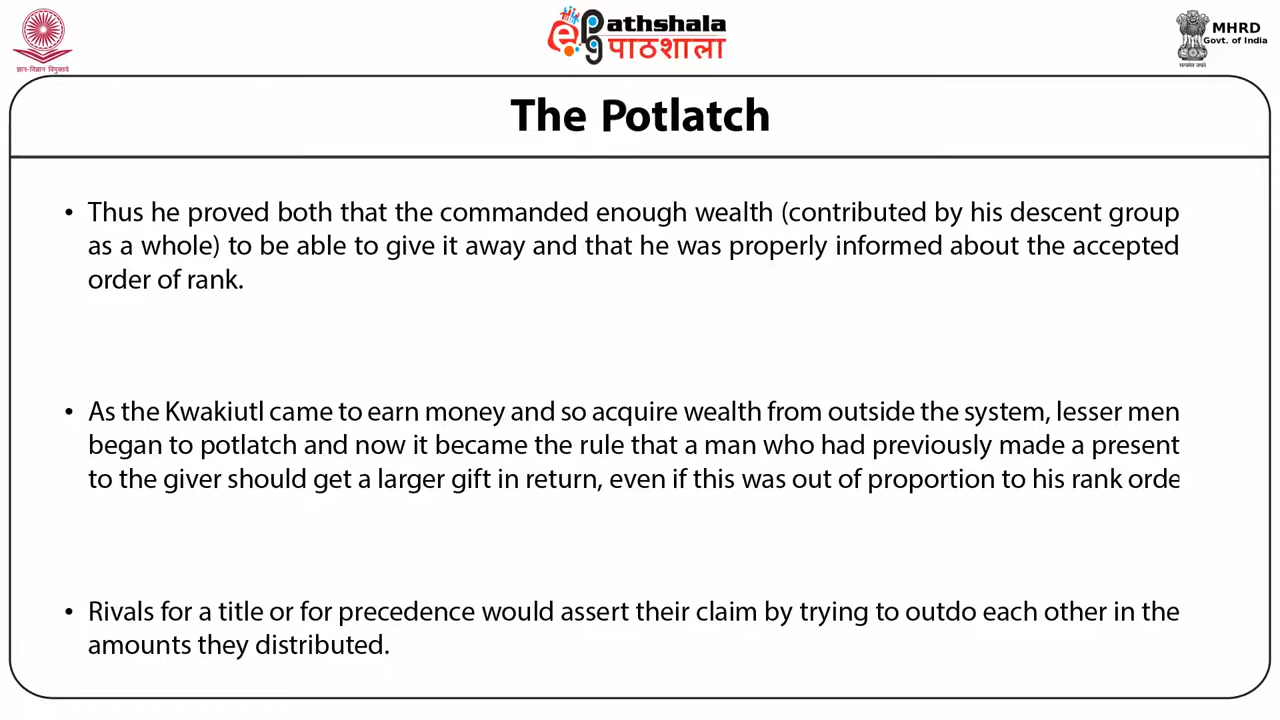 ज्ञान-विज्ञान विमुक्तये
ePathshala
पाठशाला
MHRD
Govt. of India
सत्यमेव जयते
The Potlatch
• Thus he proved both that the commanded enough wealth (contributed by his descent group
as a whole) to be able to give it away and that he was properly informed about the accepted
order of rank.
• As the Kwakiutl came to earn money and so acquire wealth from outside the system, lesser men
began to potlatch and now it became the rule that a man who had previously made a present
to the giver should get a larger gift in return, even if this was out of proportion to his rank orde
• Rivals for a title or for precedence would assert their claim by trying to outdo each other in the
amounts they distributed.